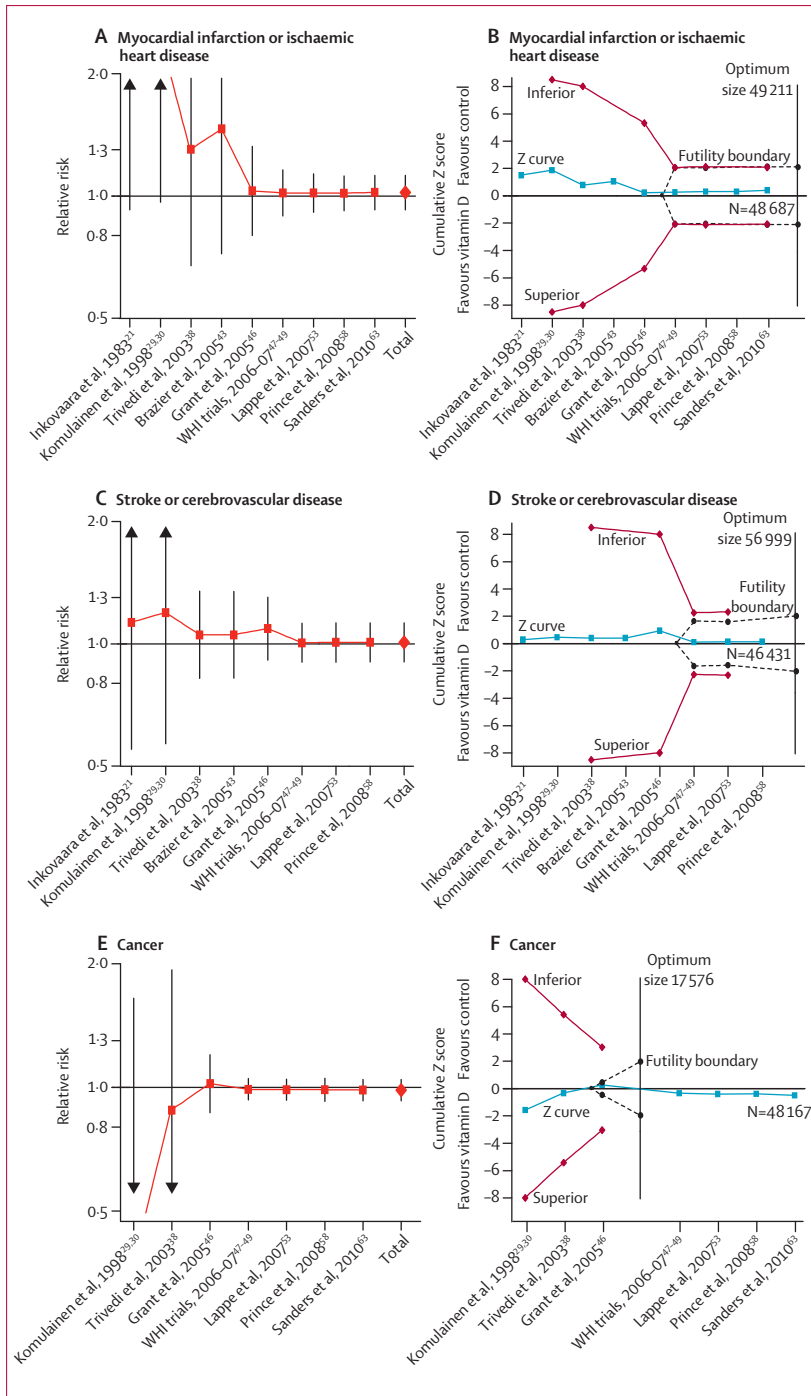 A Myocardial infarction or ischaemic
heart disease
2·0
1·3
1·0
0·8
0·5
Relative risk
Inkovaara et al, 1983²¹
Komulainen et al, 1998²⁹,³⁰
Trivedi et al, 2003³⁸
Brazier et al, 2005⁴³
Grant et al, 2005⁴⁶
WHI trials, 2006–07⁴⁷⁻⁴⁹
Lappe et al, 2007⁵³
Prince et al, 2008⁵⁸
Sanders et al, 2010⁶³
Total
B Myocardial infarction or ischaemic
heart disease
Optimum
size 49 211
8
6
4
2
0
−2
−4
−6
−8
Cumulative Z score
Favours vitamin D Favours control
Inferior
Z curve
Futility boundary
N=48 687
Superior
Inkovaara et al, 1983²¹
Komulainen et al, 1998²⁹,³⁰
Trivedi et al, 2003³⁸
Brazier et al, 2005⁴³
Grant et al, 2005⁴⁶
WHI trials, 2006–07⁴⁷⁻⁴⁹
Lappe et al, 2007⁵³
Prince et al, 2008⁵⁸
Sanders et al, 2010⁶³
C Stroke or cerebrovascular disease
2·0
1·3
1·0
0·8
0·5
Relative risk
Inkovaara et al, 1983²¹
Komulainen et al, 1998²⁹,³⁰
Trivedi et al, 2003³⁸
Brazier et al, 2005⁴³
Grant et al, 2005⁴⁶
WHI trials, 2006–07⁴⁷⁻⁴⁹
Lappe et al, 2007⁵³
Prince et al, 2008⁵⁸
Total
D Stroke or cerebrovascular disease
Optimum
size 56 999
8
6
4
2
0
−2
−4
−6
−8
Cumulative Z score
Favours vitamin D Favours control
Inferior
Z curve
Futility
boundary
N=46 431
Superior
Inkovaara et al, 1983²¹
Komulainen et al, 1998²⁹,³⁰
Trivedi et al, 2003³⁸
Brazier et al, 2005⁴³
Grant et al, 2005⁴⁶
WHI trials, 2006–07⁴⁷⁻⁴⁹
Lappe et al, 2007⁵³
Prince et al, 2008⁵⁸
E Cancer
2·0
1·3
1·0
0·8
0·5
Relative risk
Komulainen et al, 1998²⁹,³⁰
Trivedi et al, 2003³⁸
Grant et al, 2005⁴⁶
WHI trials, 2006–07⁴⁷⁻⁴⁹
Lappe et al, 2007⁵³
Prince et al, 2008⁵⁸
Sanders et al, 2010⁶³
Total
F Cancer
Optimum
size 17 576
8
6
4
2
0
−2
−4
−6
−8
Cumulative Z score
Favours vitamin D Favours control
Inferior
Futility boundary
Z curve
N=48 167
Superior
Komulainen et al, 1998²⁹,³⁰
Trivedi et al, 2003³⁸
Grant et al, 2005⁴⁶
WHI trials, 2006–07⁴⁷⁻⁴⁹
Lappe et al, 2007⁵³
Prince et al, 2008⁵⁸
Sanders et al, 2010⁶³